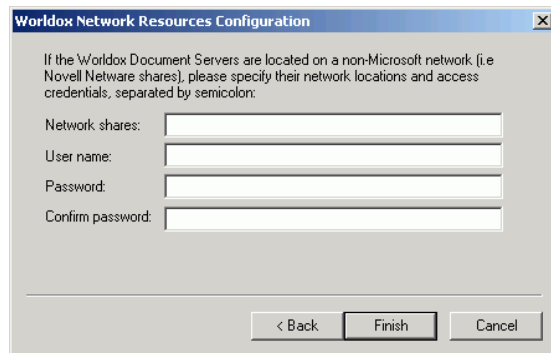 Worldox Network Resources Configuration
If the Worldox Document Servers are located on a non-Microsoft network (i.e
Novell Netware shares), please specify their network locations and access
credentials, separated by semicolon:
Network shares:
User name:
Password:
Confirm password:
< Back Finish Cancel